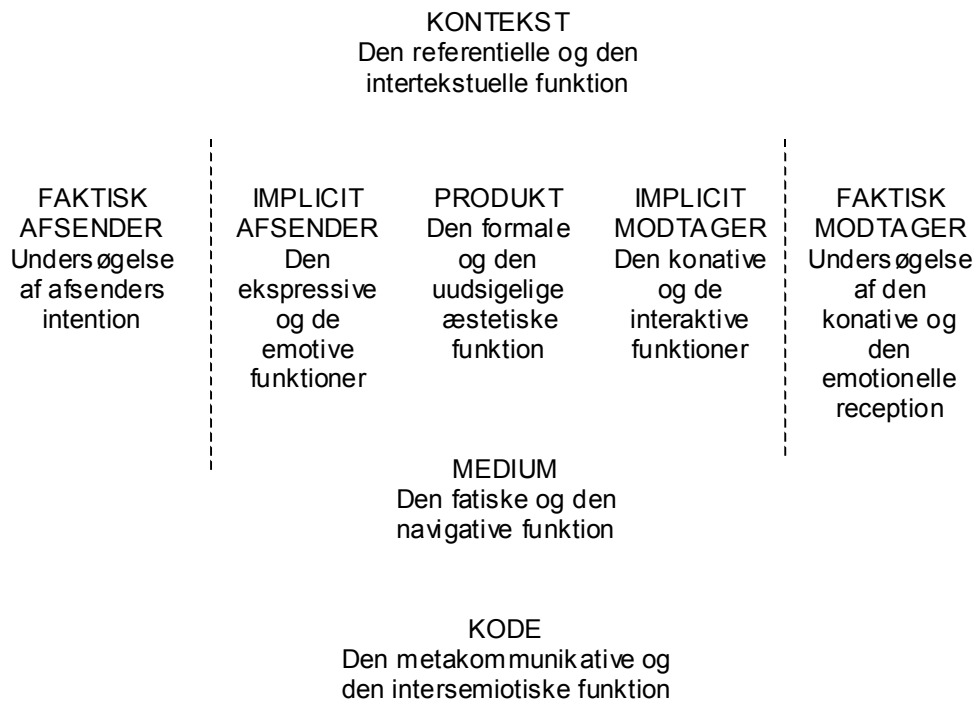 KONTEKST
Den referentielle og den
intertekstuelle funktion
FAKTISK
AFSENDER
Undersøgelse
af afsenders
intention
IMPLICIT
AFSENDER
Den
ekspressive
og de
emotive
funktioner
PRODUKT
Den formale
og den
uudsigelige
æstetiske
funktion
IMPLICIT
MODTAGER
Den konative
og de
interaktive
funktioner
FAKTISK
MODTAGER
Undersøgelse
af den
konative og
den
emotionelle
reception
MEDIUM
Den fatiske og den
navigative funktion
KODE
Den metakommunikative og
den intersemiotiske funktion